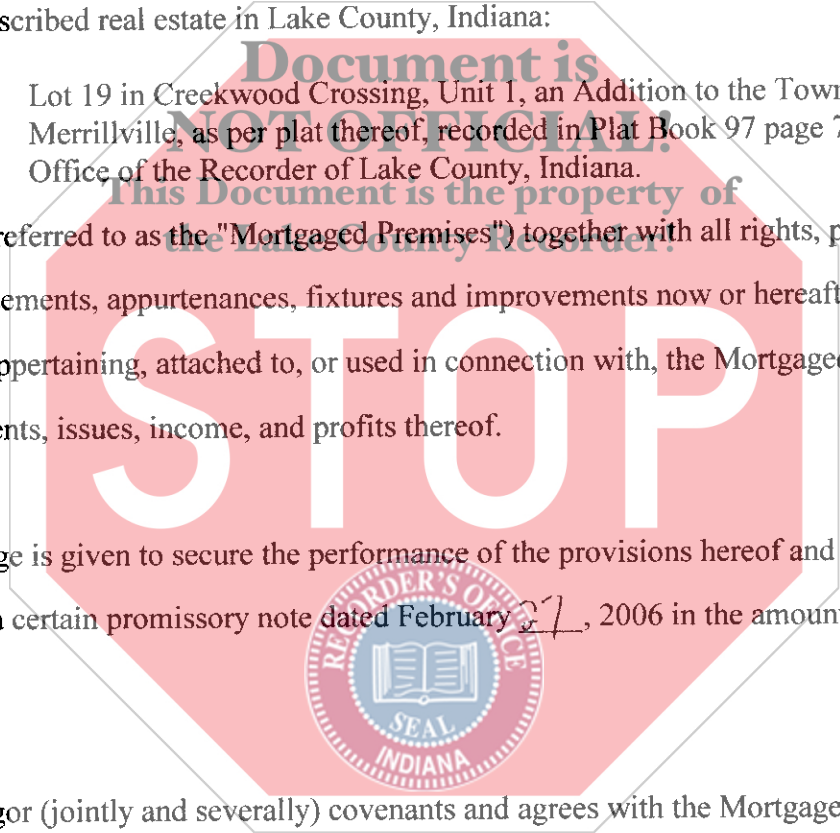 scribed real estate in Lake County, Indiana:
Document is
Lot 19 in Creekwood Crossing, Unit 1, an Addition to the Town
Merrillville, as per plat thereof, recorded in Plat Book 97 page 7
NOT OFFICIAL!
Office of the Recorder of Lake County, Indiana.
This Document is the property of
referred to as the "Mortgaged Premises") together with all rights, p
the Lake County Recorder!
ements, appurtenances, fixtures and improvements now or hereaft
STOP
ppertaining, attached to, or used in connection with, the Mortgaged
ents, issues, income, and profits thereof.
ge is given to secure the performance of the provisions hereof and
certain promissory note dated February 27, 2006 in the amoun
RECORDER'S OFFICE
SEAL
INDIANA
gor (jointly and severally) covenants and agrees with the Mortgage